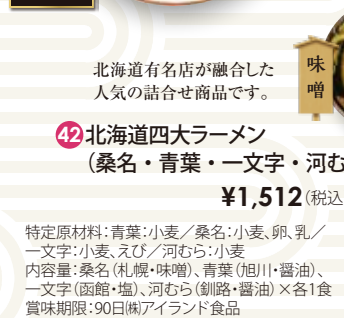 北海道有名店が融合した
人気の詰合せ商品です。
味噌
42 北海道四大ラーメン
（桑名・青葉・一文字・河む
¥1,512(税込
特定原材料：青葉：小麦／桑名：小麦、卵、乳／
一文字：小麦、えび／河むら：小麦
内容量：桑名（札幌・味噌）、青葉（旭川・醤油）、
一文字（函館・塩）、河むら（釧路・醤油）×各1食
賞味期限：90日㈱アイランド食品